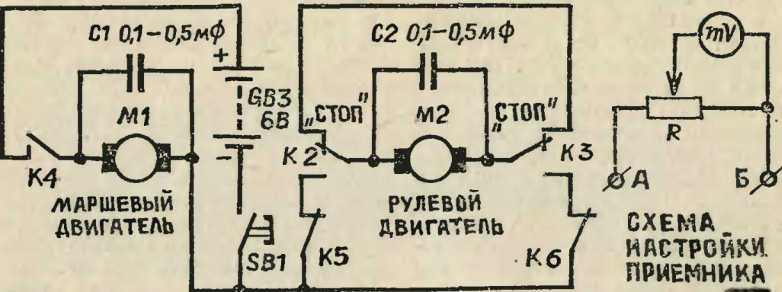 С1 0,1-0,5мФ
С2 0,1-0,5мФ
mV
+
GB3
6В
-
М1
М2
„СТОП”
„СТОП”
R
К4
К2
К3
А
Б
МАРШЕВЫЙ
ДВИГАТЕЛЬ
РУЛЕВОЙ
ДВИГАТЕЛЬ
SB1
К5
К6
СХЕМА
НАСТРОЙКИ
ПРИЕМНИКА